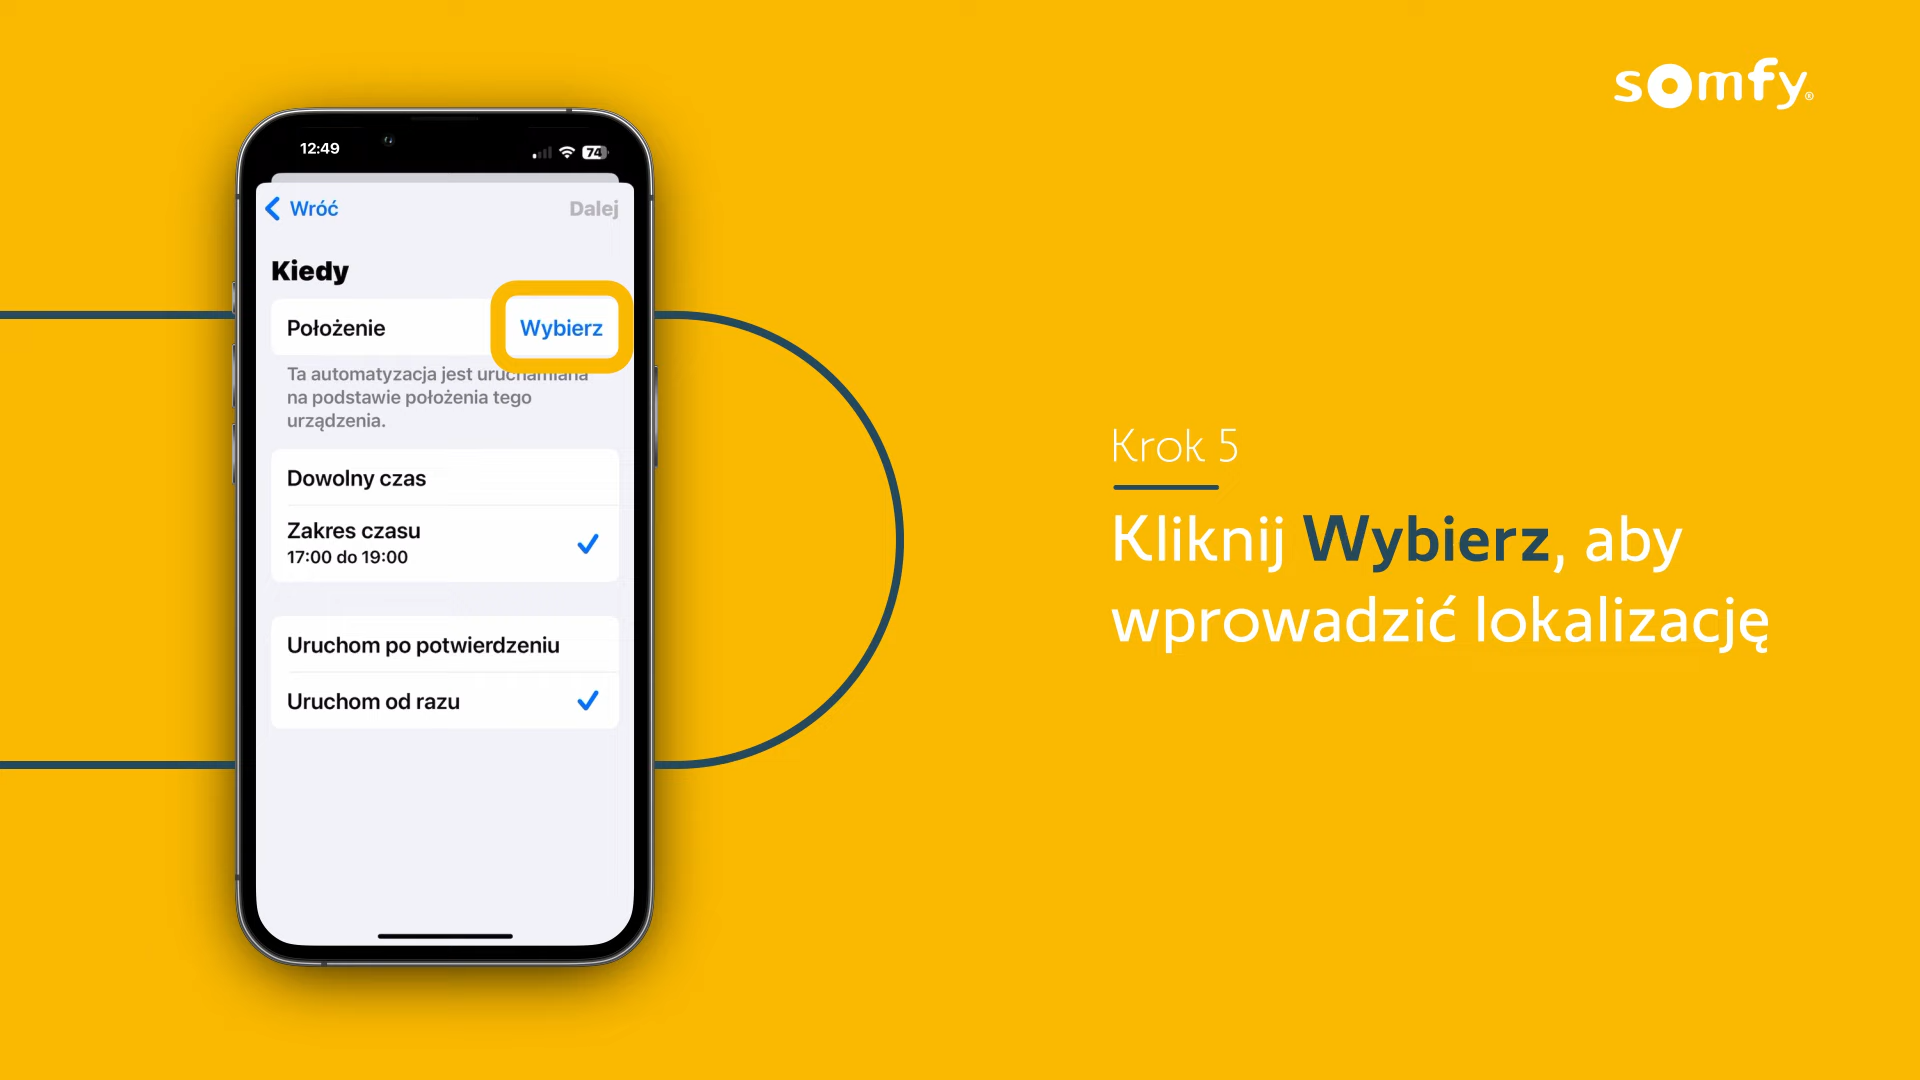 somfy®
12:49
74
Wróć
Dalej
Kiedy
Położenie
Wybierz
Ta automatyzacja jest uruchamiana
na podstawie położenia tego
urządzenia.
Dowolny czas
Zakres czasu
17:00 do 19:00
Uruchom po potwierdzeniu
Uruchom od razu
Krok 5
Kliknij Wybierz, aby
wprowadzić lokalizację